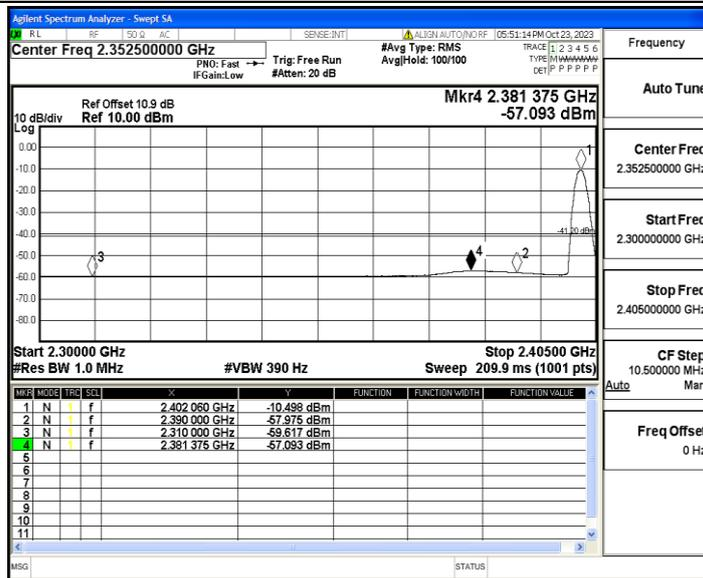 Agilent Spectrum Analyzer - Swept SA
RL RF 50 Ω AC SENSE:INT ALIGN AUTO/NO RF 05:51:14 PM Oct 23, 2023
Center Freq 2.352500000 GHz
PNO: Fast
IFGain:Low
Trig: Free Run
#Atten: 20 dB
#Avg Type: RMS
Avg|Hold: 100/100
TRACE 1 2 3 4 5 6
TYPE M W W W W W
DET P P P P P P
Ref Offset 10.9 dB
10 dB/div Ref 10.00 dBm
Log
Mkr4 2.381 375 GHz
-57.093 dBm
0.00
-10.0
-20.0
-30.0
-40.0
-50.0
-60.0
-70.0
-80.0
1
-41.20 dBm
3
4
2
Start 2.30000 GHz Stop 2.40500 GHz
#Res BW 1.0 MHz #VBW 390 Hz Sweep 209.9 ms (1001 pts)
MKR MODE TRC SCL X Y FUNCTION FUNCTION WIDTH FUNCTION VALUE
1 N 1 f 2.402 060 GHz -10.498 dBm
2 N 1 f 2.390 000 GHz -57.975 dBm
3 N 1 f 2.310 000 GHz -59.617 dBm
4 N 1 f 2.381 375 GHz -57.093 dBm
5
6
7
8
9
10
11
MSG STATUS
Frequency
Auto Tune
Center Freq
2.352500000 GHz
Start Freq
2.300000000 GHz
Stop Freq
2.405000000 GHz
CF Step
10.500000 MHz
Auto Man
Freq Offset
0 Hz